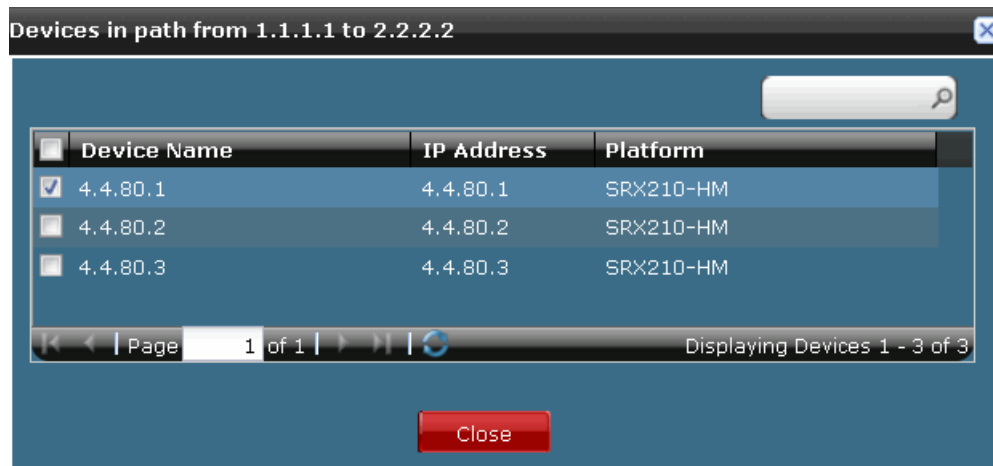 Devices in path from 1.1.1.1 to 2.2.2.2
Device Name IP Address Platform
4.4.80.1 4.4.80.1 SRX210-HM
4.4.80.2 4.4.80.2 SRX210-HM
4.4.80.3 4.4.80.3 SRX210-HM
Page 1 of 1 Displaying Devices 1 - 3 of 3
Close